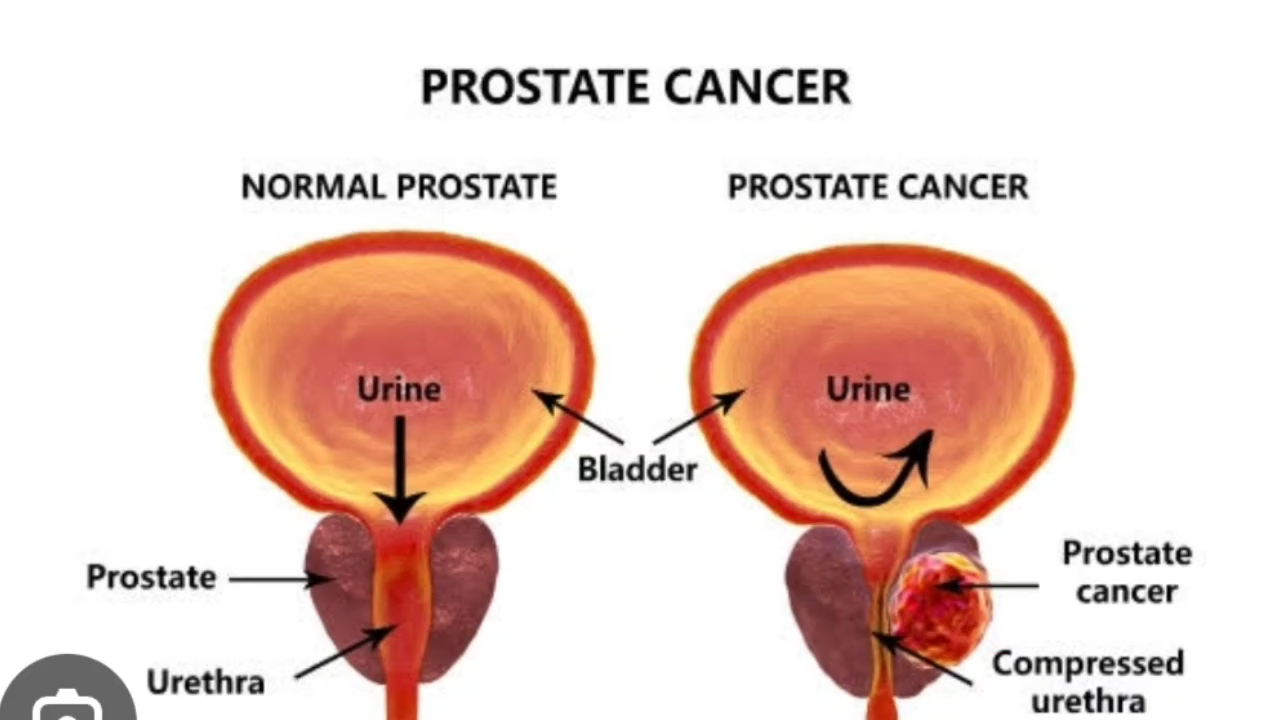 PROSTATE CANCER
NORMAL PROSTATE
PROSTATE CANCER
Urine
Urine
Bladder
Prostate
Prostate
cancer
Urethra
Compressed
urethra